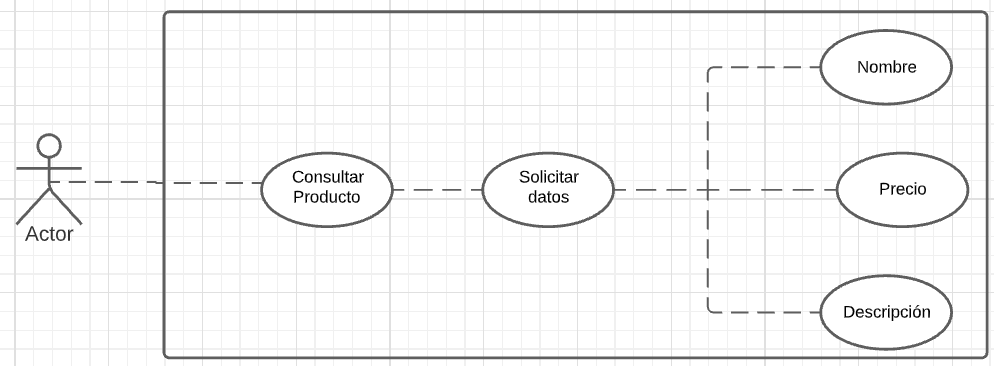 Actor
Consultar
Producto
Solicitar
datos
Nombre
Precio
Descripción